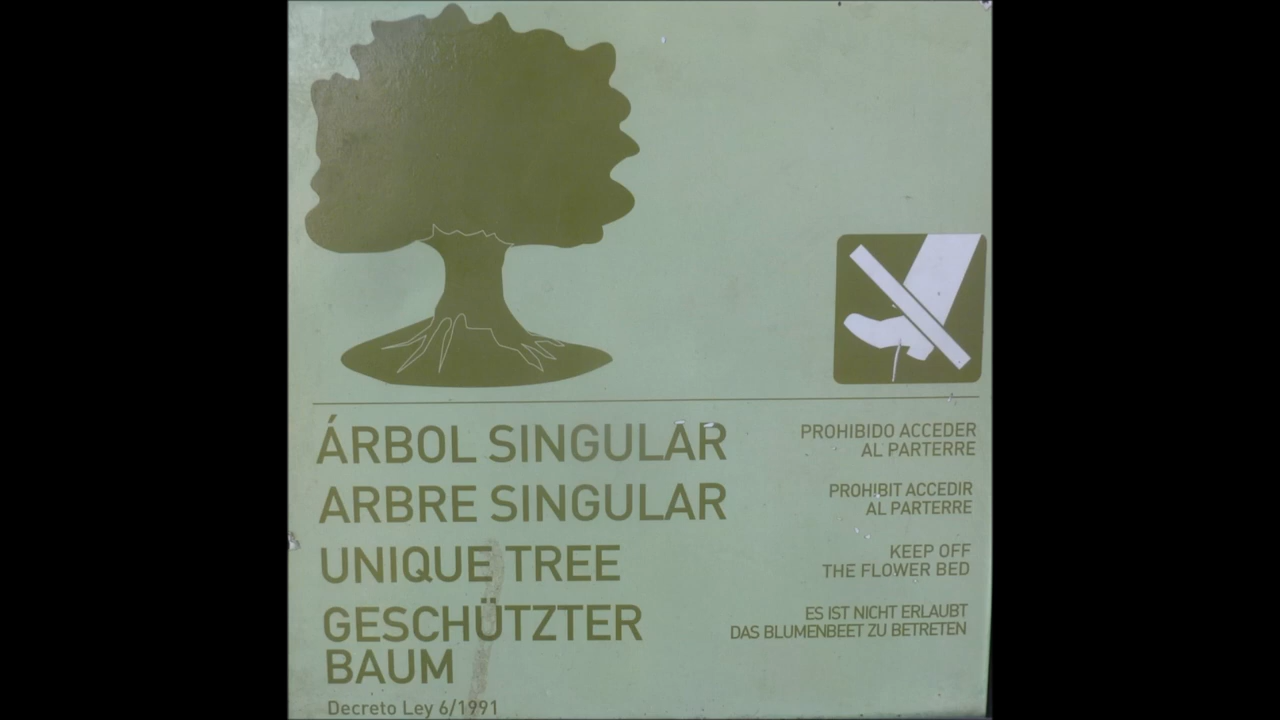 ÁRBOL SINGULAR
ARBRE SINGULAR
UNIQUE TREE
GESCHÜTZTER
BAUM
Decreto Ley 6/1991
PROHIBIDO ACCEDER
AL PARTERRE
PROHIBIT ACCEDIR
AL PARTERRE
KEEP OFF
THE FLOWER BED
ES IST NICHT ERLAUBT
DAS BLUMENBEET ZU BETRETEN